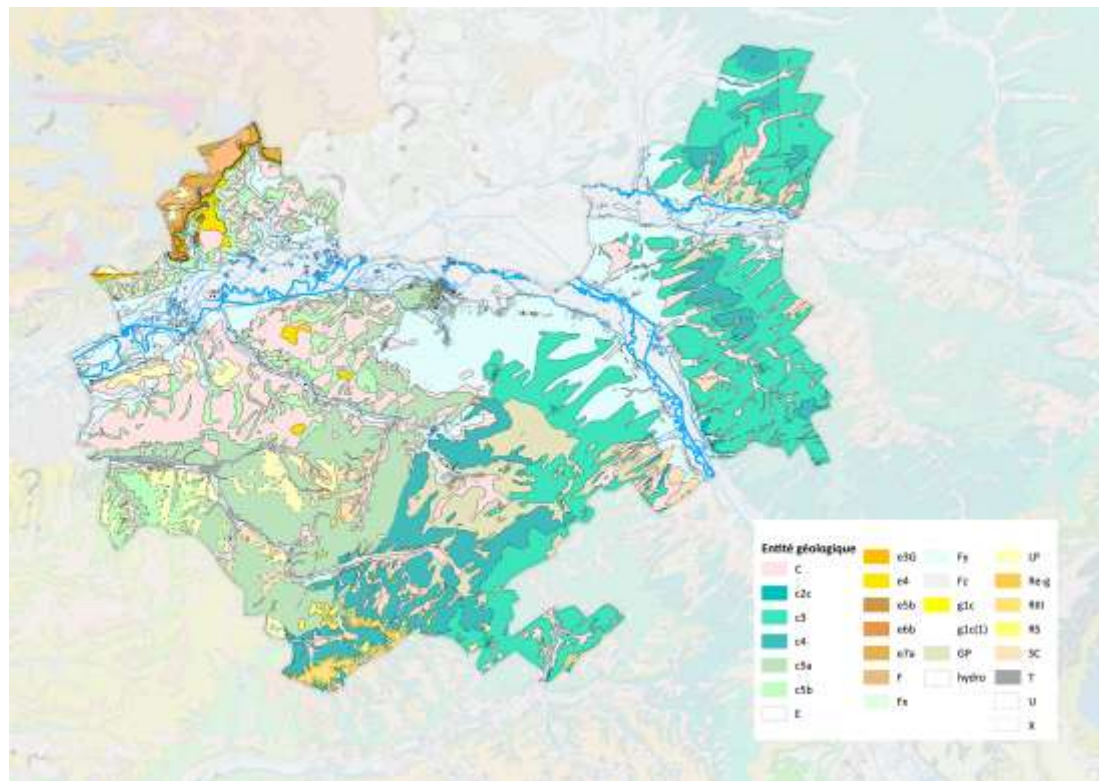 Entité géologique
C
c2c
c3
c4
c5a
c5b
E
e3G
e4
e5b
e6b
e7a
F
Fx
Fy
Fz
g1c
g1c(1)
GP
hydro
LP
Re-g
RIII
RS
SC
T
U
X